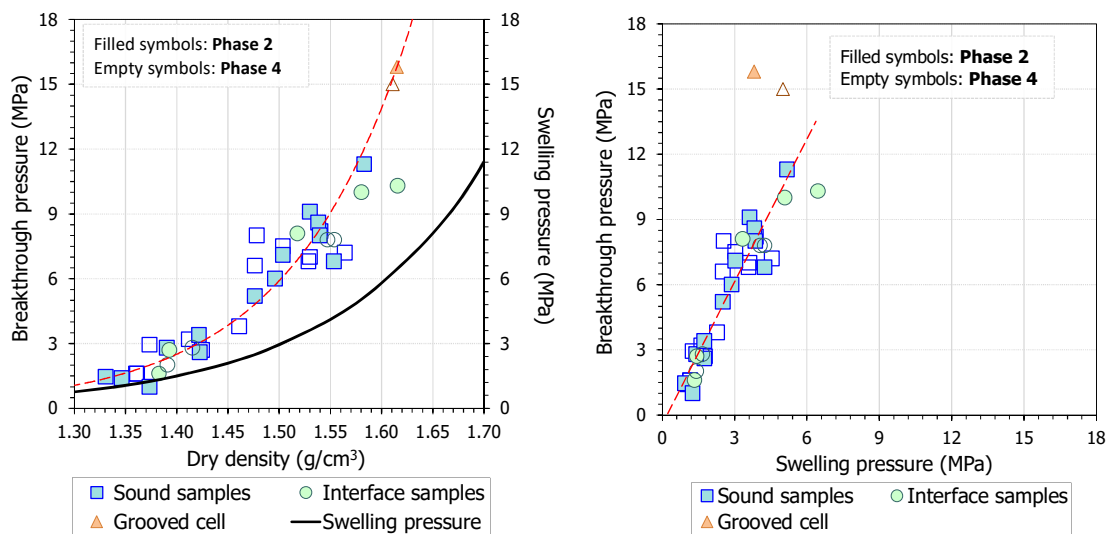 18
15
12
9
6
3
0
Breakthrough pressure (MPa)
Filled symbols: Phase 2
Empty symbols: Phase 4
18
15
12
9
6
3
0
Swelling pressure (MPa)
1.30 1.35 1.40 1.45 1.50 1.55 1.60 1.65 1.70
Dry density (g/cm³)
Sound samples
Interface samples
Grooved cell
Swelling pressure
18
15
12
9
6
3
0
Breakthrough pressure (MPa)
Filled symbols: Phase 2
Empty symbols: Phase 4
0 3 6 9 12 15 18
Swelling pressure (MPa)
Sound samples
Interface samples
Grooved cell